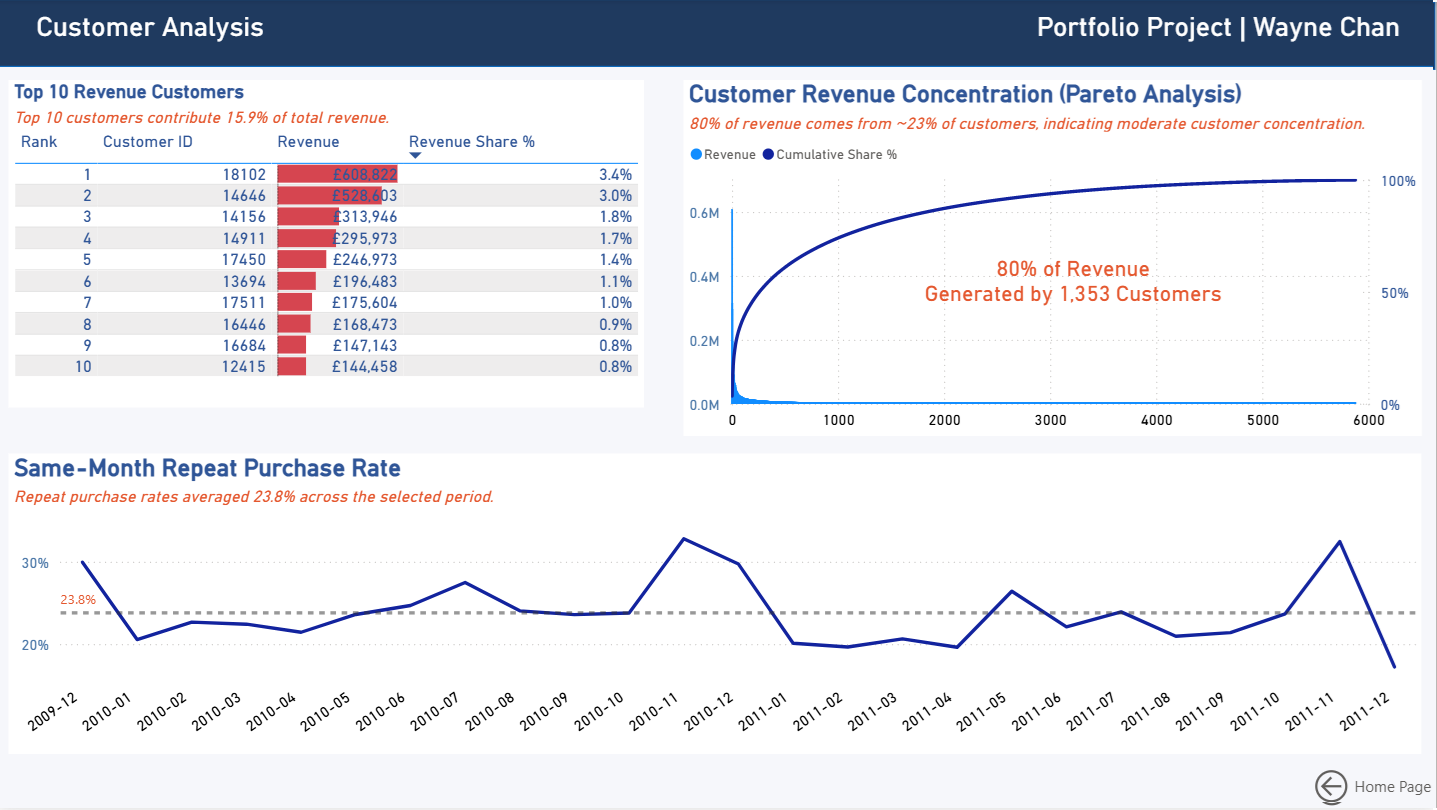 Customer Analysis
Portfolio Project | Wayne Chan
Top 10 Revenue Customers
Top 10 customers contribute 15.9% of total revenue.
Rank Customer ID Revenue Revenue Share %
1 18102 £608,822 3.4%
2 14646 £528,603 3.0%
3 14156 £313,946 1.8%
4 14911 £295,973 1.7%
5 17450 £246,973 1.4%
6 13694 £196,483 1.1%
7 17511 £175,604 1.0%
8 16446 £168,473 0.9%
9 16684 £147,143 0.8%
10 12415 £144,458 0.8%
Customer Revenue Concentration (Pareto Analysis)
80% of revenue comes from ~23% of customers, indicating moderate customer concentration.
Revenue Cumulative Share %
100%
0.6M
0.4M
50%
0.2M
0.0M
0%
80% of Revenue
Generated by 1,353 Customers
0 1000 2000 3000 4000 5000 6000
Same-Month Repeat Purchase Rate
Repeat purchase rates averaged 23.8% across the selected period.
30%
23.8%
20%
2009-12 2010-01 2010-02 2010-03 2010-04 2010-05 2010-06 2010-07 2010-08 2010-09 2010-10 2010-11 2010-12 2011-01 2011-02 2011-03 2011-04 2011-05 2011-06 2011-07 2011-08 2011-09 2011-10 2011-11 2011-12
Home Page